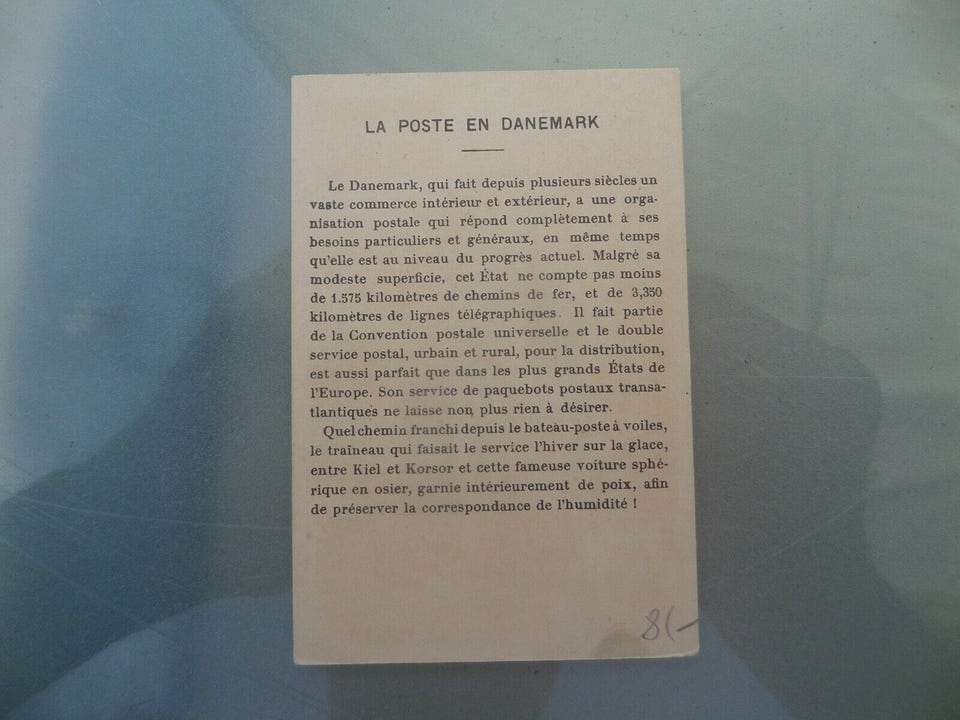 LA POSTE EN DANEMARK
Le Danemark, qui fait depuis plusieurs siècles un
vaste commerce intérieur et extérieur, a une orga-
nisation postale qui répond complètement à ses
besoins particuliers et généraux, en même temps
qu'elle est au niveau du progrès actuel. Malgré sa
modeste superficie, cet État ne compte pas moins
de 1.575 kilomètres de chemins de fer, et de 3,350
kilomètres de lignes télégraphiques. Il fait partie
de la Convention postale universelle et le double
service postal, urbain et rural, pour la distribution,
est aussi parfait que dans les plus grands États de
l'Europe. Son service de paquebots postaux transa-
tlantiques ne laisse non plus rien à désirer.
Quel chemin franchi depuis le bateau-poste à voiles,
le traîneau qui faisait le service l'hiver sur la glace,
entre Kiel et Korsor et cette fameuse voiture sphé-
rique en osier, garnie intérieurement de poix, afin
de préserver la correspondance de l'humidité !
8(-